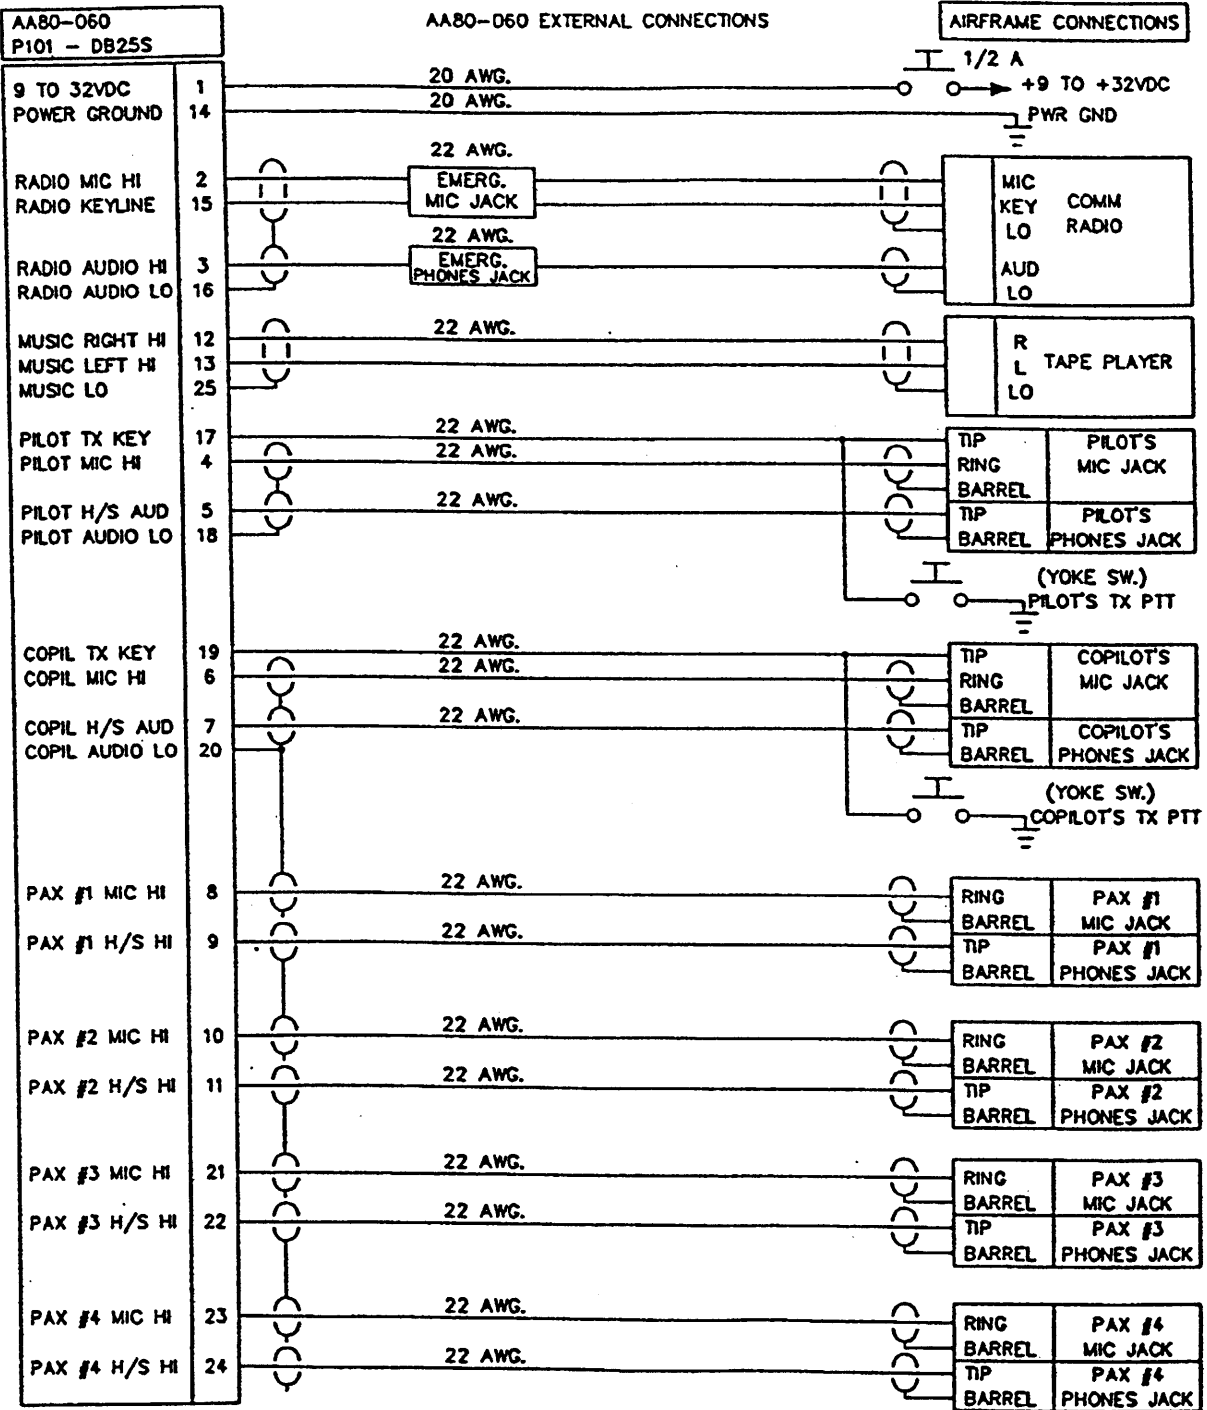 AA80-060
P101 - DB25S
AA80-060 EXTERNAL CONNECTIONS
AIRFRAME CONNECTIONS
9 TO 32VDC 1 20 AWG. 1/2 A +9 TO +32VDC
POWER GROUND 14 20 AWG. PWR GND
22 AWG.
RADIO MIC HI 2 EMERG. MIC
RADIO KEYLINE 15 MIC JACK KEY COMM
LO RADIO
22 AWG.
RADIO AUDIO HI 3 EMERG. AUD
PHONES JACK
RADIO AUDIO LO 16 LO
MUSIC RIGHT HI 12 22 AWG. R
MUSIC LEFT HI 13 L TAPE PLAYER
MUSIC LO 25 LO
PILOT TX KEY 17 22 AWG. TIP PILOT'S
PILOT MIC HI 4 22 AWG. RING MIC JACK
BARREL
PILOT H/S AUD 5 22 AWG. TIP PILOT'S
PILOT AUDIO LO 18 BARREL PHONES JACK
(YOKE SW.)
PILOT'S TX PTT
COPIL TX KEY 19 22 AWG. TIP COPILOT'S
COPIL MIC HI 6 22 AWG. RING MIC JACK
BARREL
COPIL H/S AUD 7 22 AWG. TIP COPILOT'S
COPIL AUDIO LO 20 BARREL PHONES JACK
(YOKE SW.)
COPILOT'S TX PTT
PAX #1 MIC HI 8 22 AWG. RING PAX #1
BARREL MIC JACK
PAX #1 H/S HI 9 22 AWG. TIP PAX #1
BARREL PHONES JACK
PAX #2 MIC HI 10 22 AWG. RING PAX #2
BARREL MIC JACK
PAX #2 H/S HI 11 22 AWG. TIP PAX #2
BARREL PHONES JACK
PAX #3 MIC HI 21 22 AWG. RING PAX #3
BARREL MIC JACK
PAX #3 H/S HI 22 22 AWG. TIP PAX #3
BARREL PHONES JACK
PAX #4 MIC HI 23 22 AWG. RING PAX #4
BARREL MIC JACK
PAX #4 H/S HI 24 22 AWG. TIP PAX #4
BARREL PHONES JACK